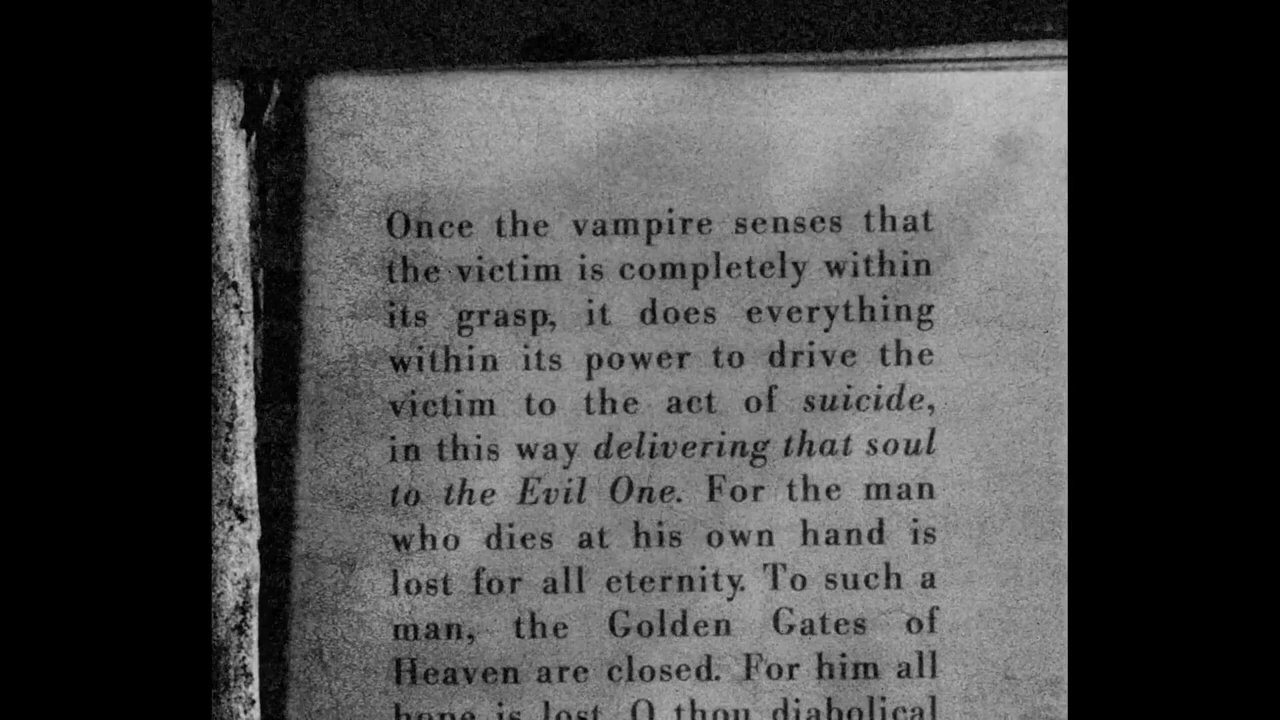 Once the vampire senses that
the victim is completely within
its grasp, it does everything
within its power to drive the
victim to the act of suicide,
in this way delivering that soul
to the Evil One. For the man
who dies at his own hand is
lost for all eternity. To such a
man, the Golden Gates of
Heaven are closed. For him all
hope is lost. O thou diabolical